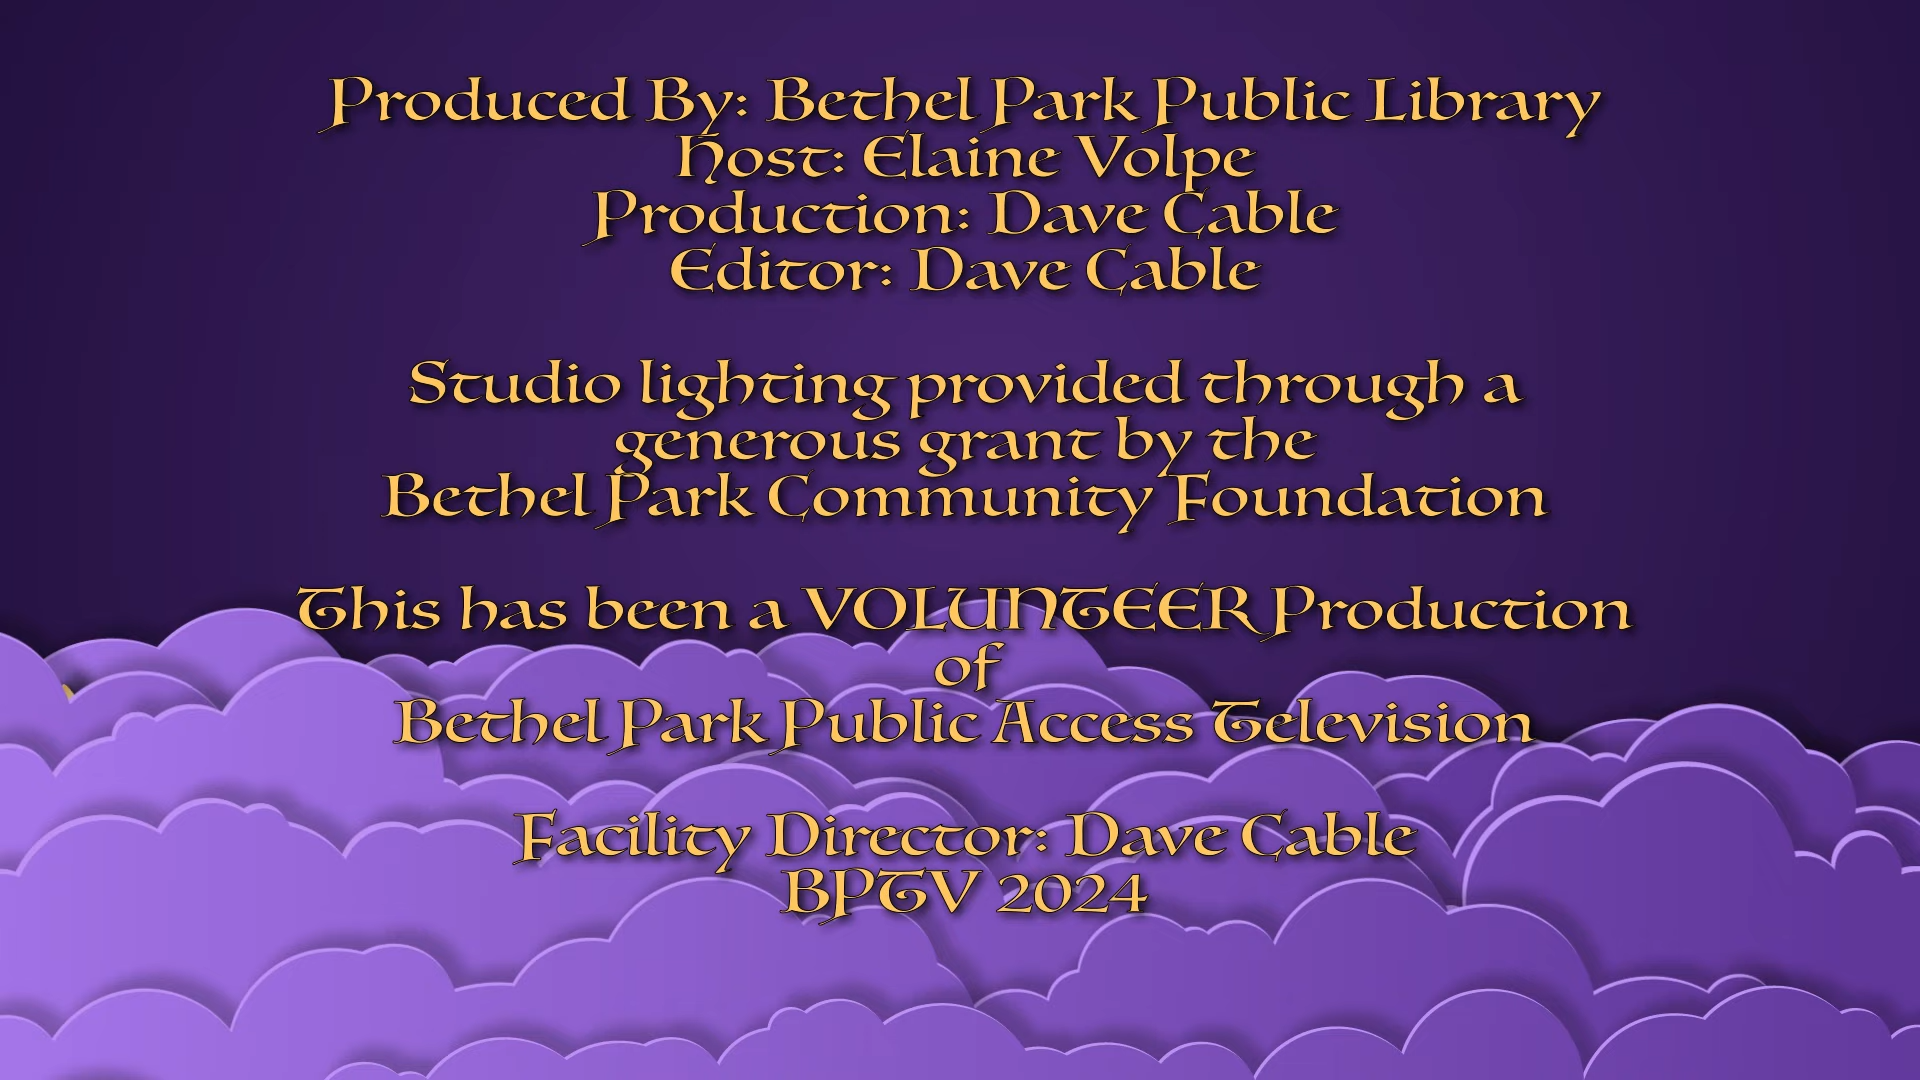 Produced By: Bethel Park Public Library
Host: Elaine Volpe
Production: Dave Cable
Editor: Dave Cable
Studio lighting provided through a
generous grant by the
Bethel Park Community Foundation
This has been a VOLUNTEER Production
of
Bethel Park Public Access Television
Facility Director: Dave Cable
BPTV 2024